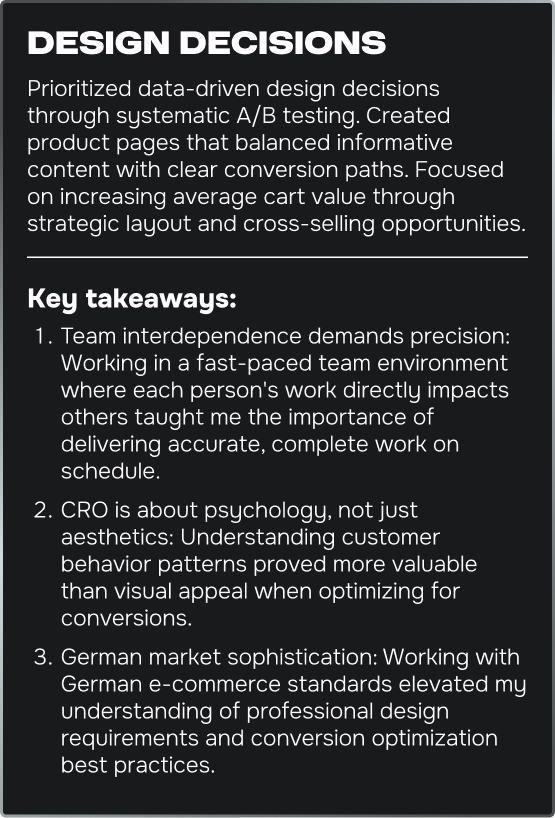 DESIGN DECISIONS
Prioritized data-driven design decisions
through systematic A/B testing. Created
product pages that balanced informative
content with clear conversion paths. Focused
on increasing average cart value through
strategic layout and cross-selling opportunities.
Key takeaways:
1. Team interdependence demands precision:
Working in a fast-paced team environment
where each person's work directly impacts
others taught me the importance of
delivering accurate, complete work on
schedule.
2. CRO is about psychology, not just
aesthetics: Understanding customer
behavior patterns proved more valuable
than visual appeal when optimizing for
conversions.
3. German market sophistication: Working with
German e-commerce standards elevated my
understanding of professional design
requirements and conversion optimization
best practices.